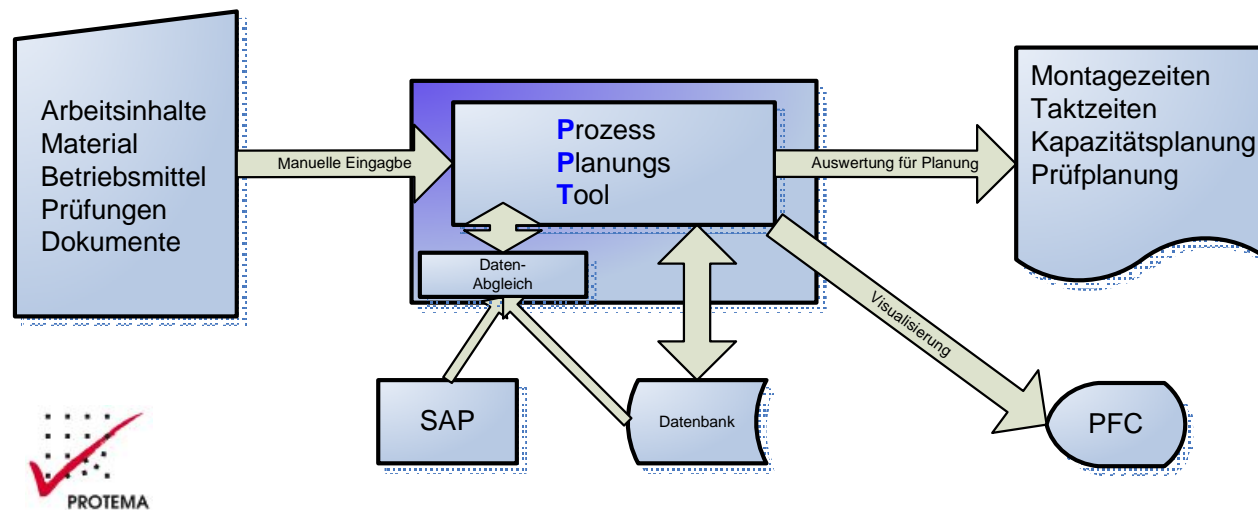 Arbeitsinhalte
Material
Betriebsmittel
Prüfungen
Dokumente
Manuelle Eingagbe
Prozess
Planungs
Tool
Daten-
Abgleich
SAP
Datenbank
Auswertung für Planung
Montagezeiten
Taktzeiten
Kapazitätsplanung
Prüfplanung
Visualisierung
PFC
PROTEMA